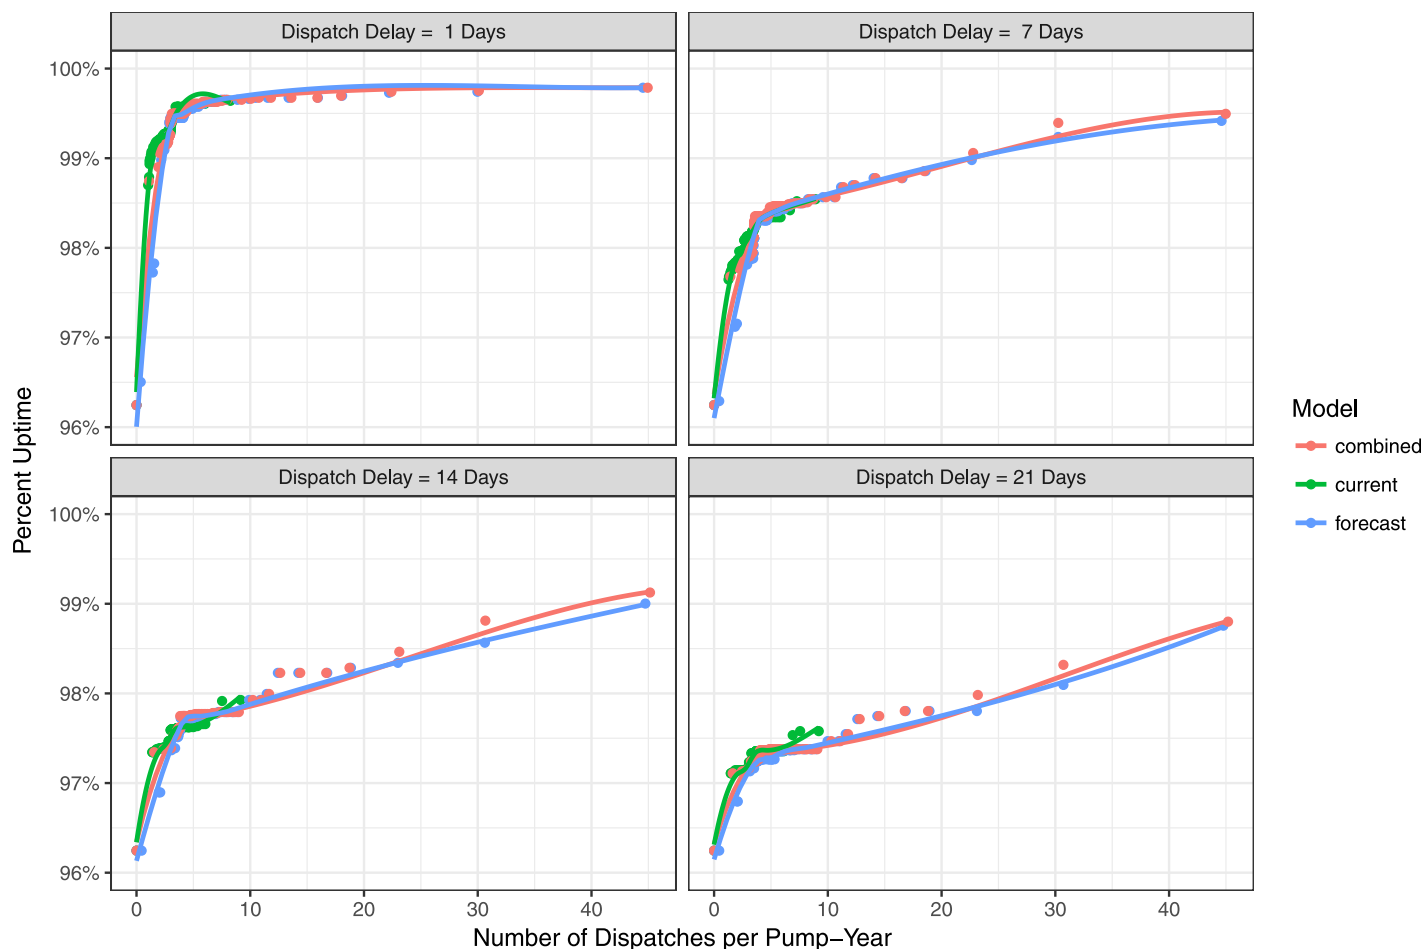 Dispatch Delay = 1 Days
Dispatch Delay = 7 Days
100%
99%
98%
97%
96%
Dispatch Delay = 14 Days
Dispatch Delay = 21 Days
100%
99%
98%
97%
96%
0 10 20 30 40
0 10 20 30 40
Number of Dispatches per Pump−Year
Percent Uptime
Model
combined
current
forecast